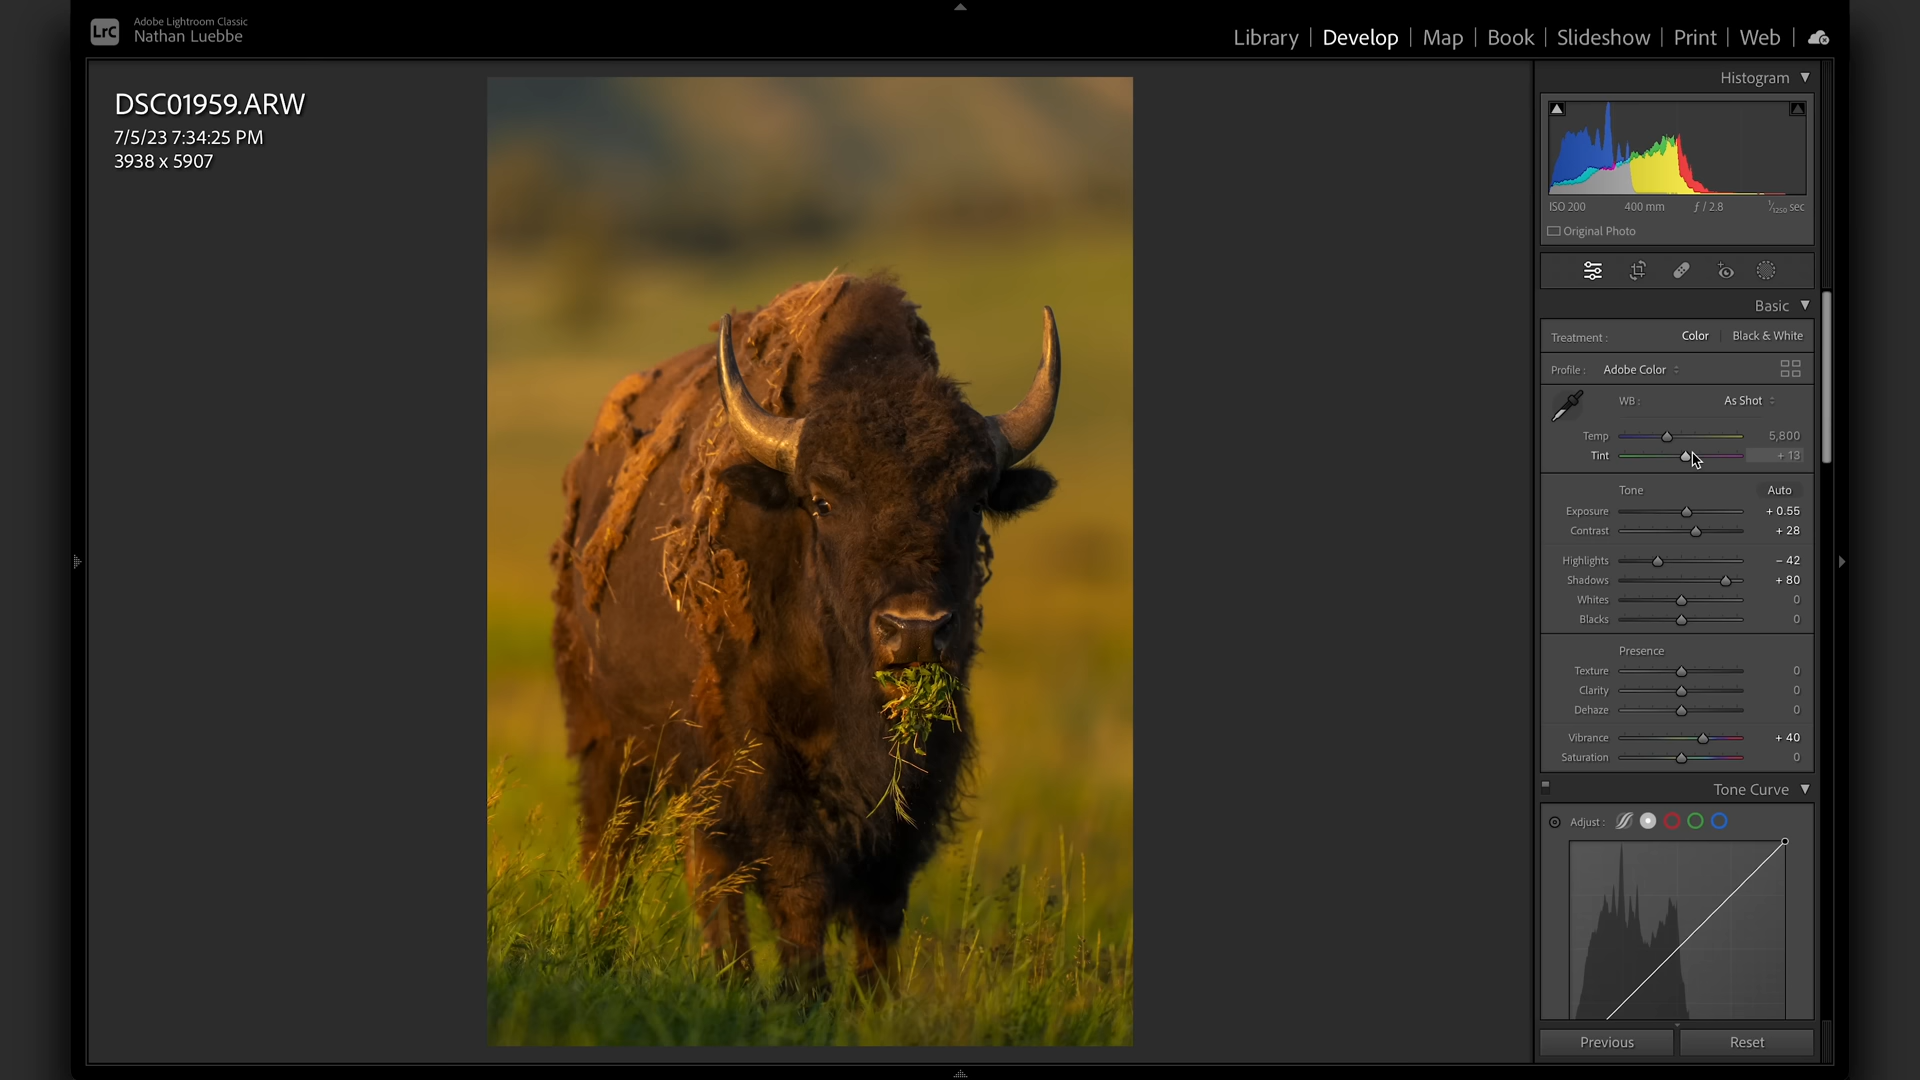 LrC
Adobe Lightroom Classic
Nathan Luebbe
Library | Develop | Map | Book | Slideshow | Print | Web
DSC01959.ARW
7/5/23 7:34:25 PM
3938 x 5907
Histogram
ISO 200 400 mm ƒ / 2.8 1/1250 sec
Original Photo
Basic
Treatment : Color | Black & White
Profile : Adobe Color
WB : As Shot
Temp 5,800
Tint + 13
Tone Auto
Exposure + 0.55
Contrast + 28
Highlights – 42
Shadows + 80
Whites 0
Blacks 0
Presence
Texture 0
Clarity 0
Dehaze 0
Vibrance + 40
Saturation 0
Tone Curve
Adjust :
Previous Reset